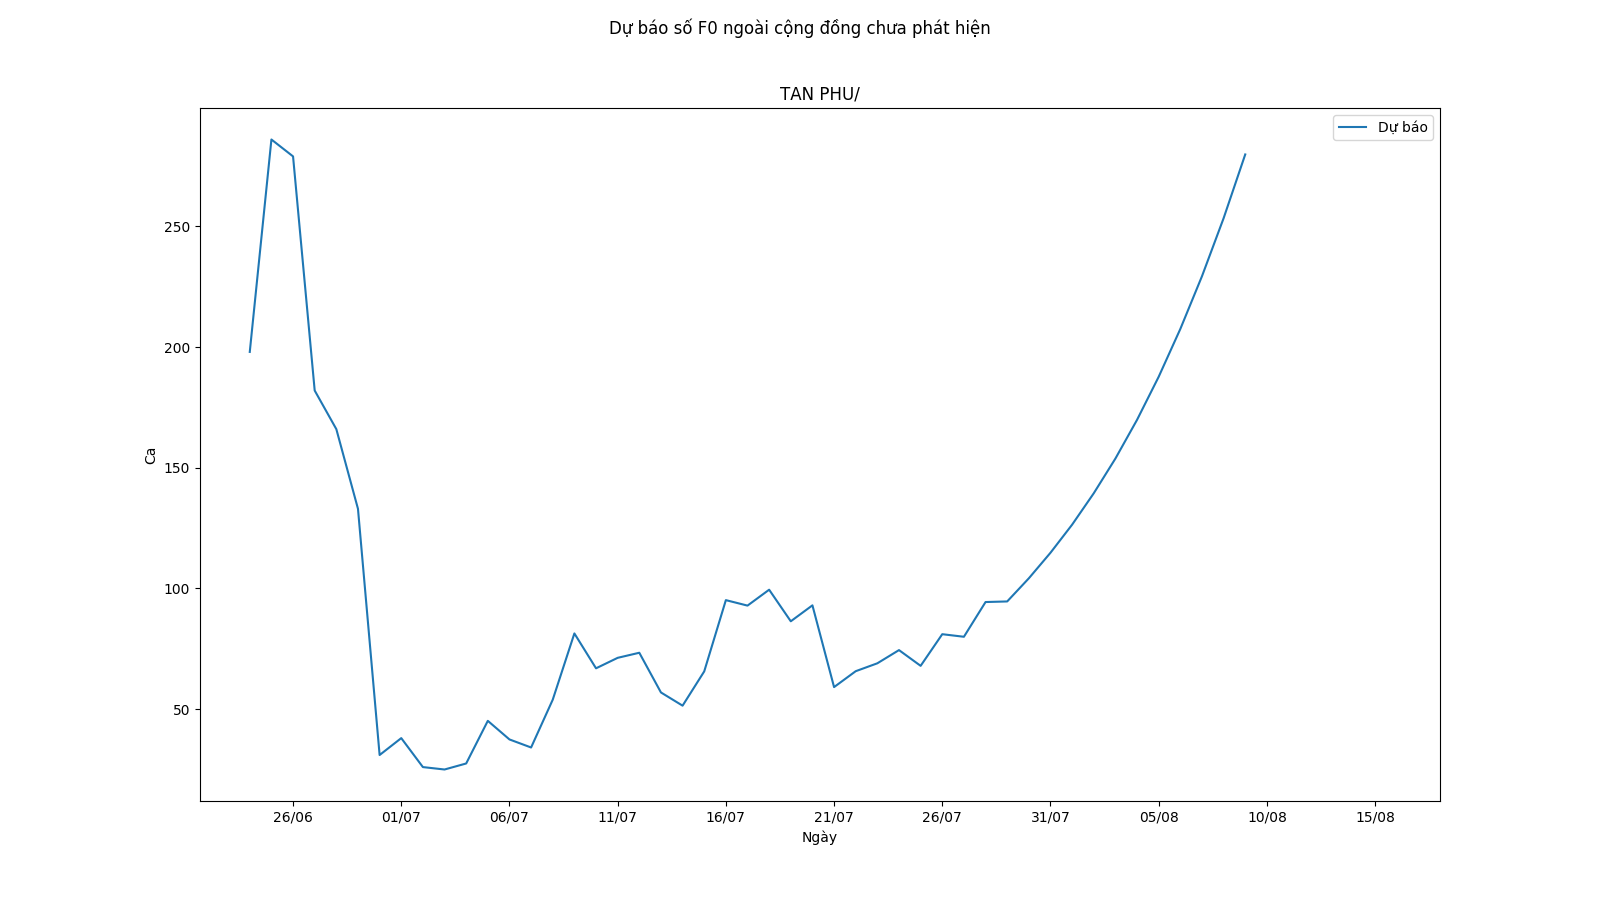 Dự báo số F0 ngoài cộng đồng chưa phát hiện
TAN PHU/
Dự báo
250
200
150
100
50
Ca
26/06 01/07 06/07 11/07 16/07 21/07 26/07 31/07 05/08 10/08 15/08
Ngày